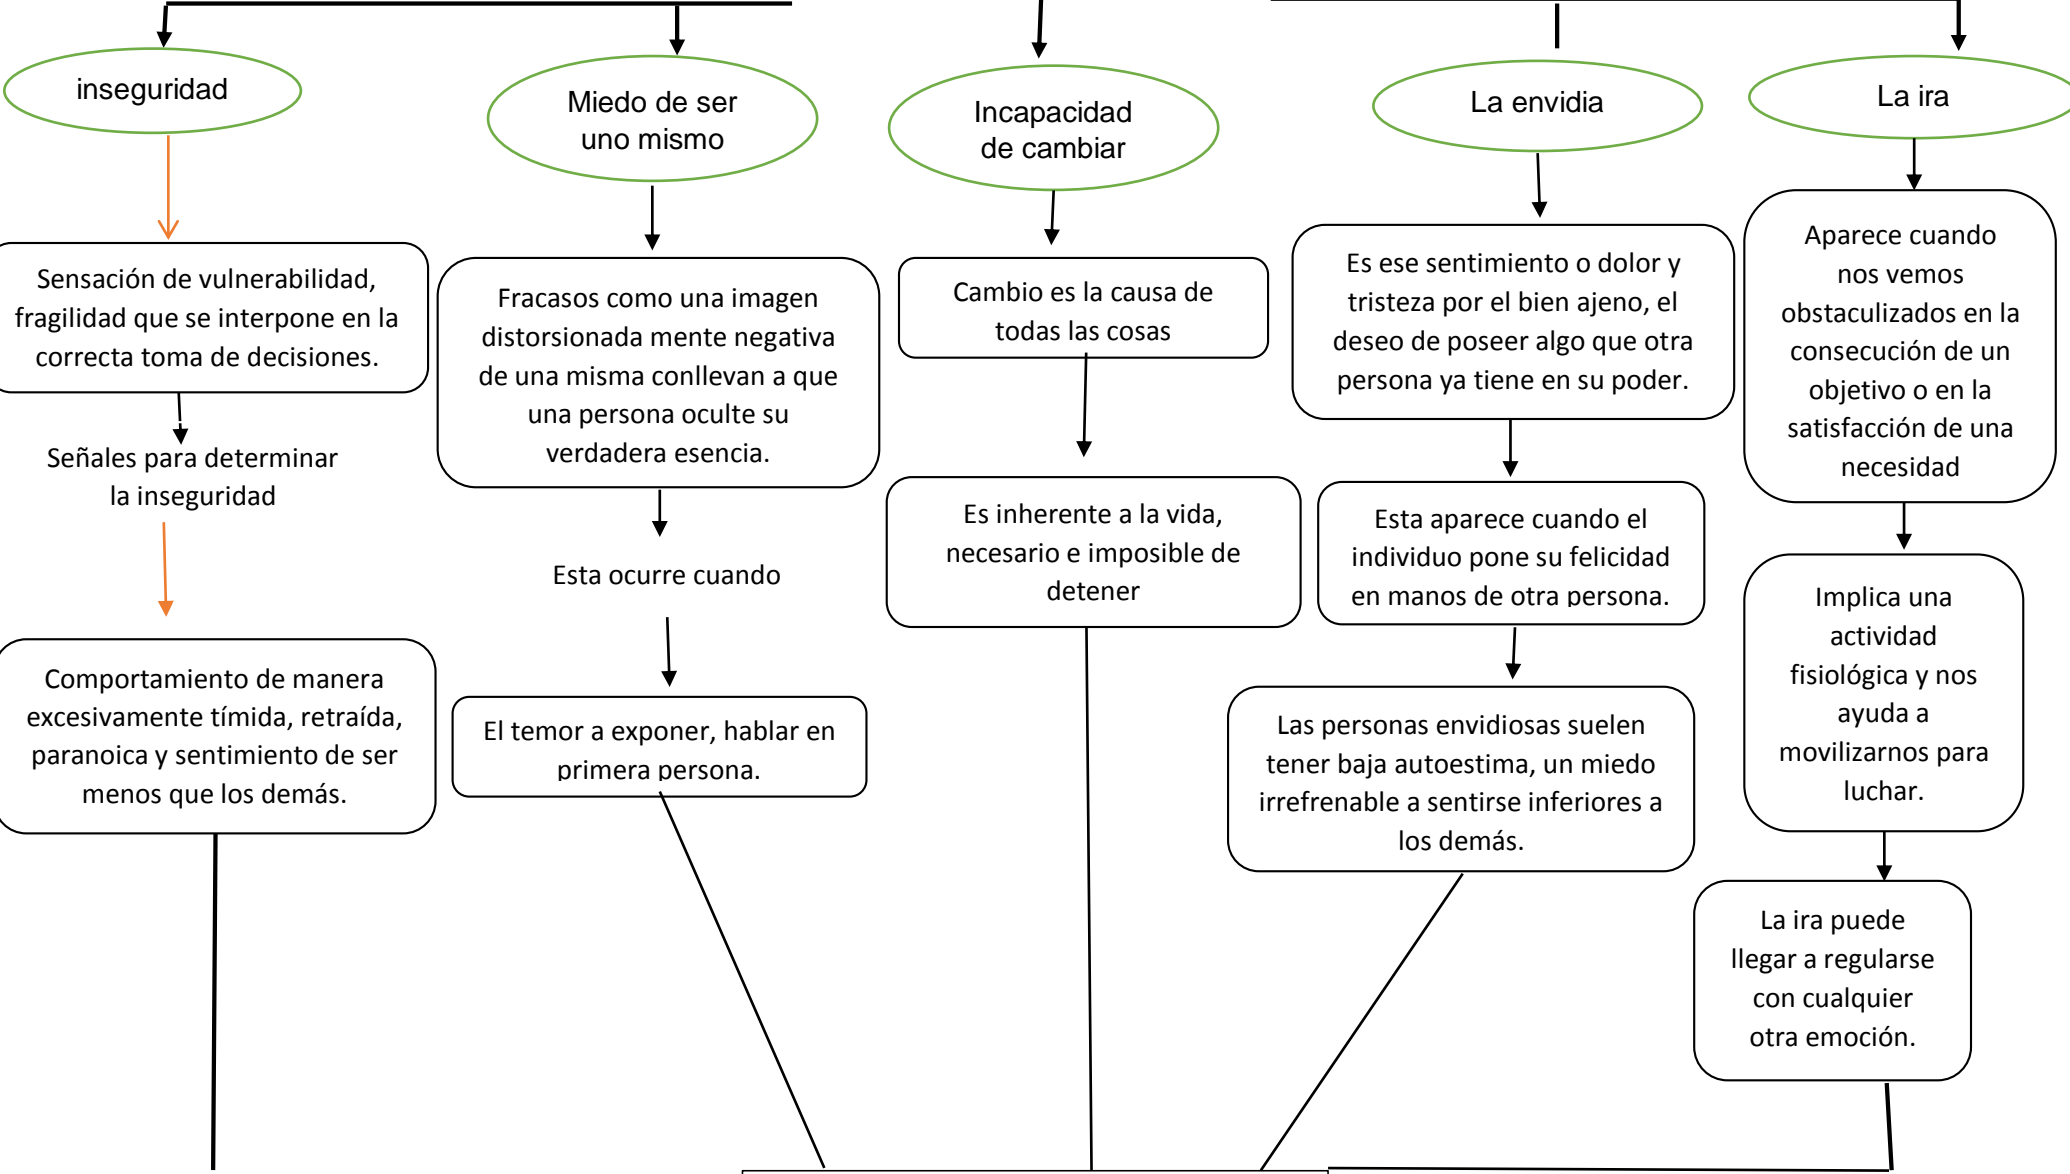 inseguridad
Sensación de vulnerabilidad,
fragilidad que se interpone en la
correcta toma de decisiones.
Señales para determinar
la inseguridad
Comportamiento de manera
excesivamente tímida, retraída,
paranoica y sentimiento de ser
menos que los demás.
Miedo de ser
uno mismo
Fracasos como una imagen
distorsionada mente negativa
de una misma conllevan a que
una persona oculte su
verdadera esencia.
Esta ocurre cuando
El temor a exponer, hablar en
primera persona.
Incapacidad
de cambiar
Cambio es la causa de
todas las cosas
Es inherente a la vida,
necesario e imposible de
detener
La envidia
Es ese sentimiento o dolor y
tristeza por el bien ajeno, el
deseo de poseer algo que otra
persona ya tiene en su poder.
Esta aparece cuando el
individuo pone su felicidad
en manos de otra persona.
Las personas envidiosas suelen
tener baja autoestima, un miedo
irrefrenable a sentirse inferiores a
los demás.
La ira
Aparece cuando
nos vemos
obstaculizados en la
consecución de un
objetivo o en la
satisfacción de una
necesidad
Implica una
actividad
fisiológica y nos
ayuda a
movilizarnos para
luchar.
La ira puede
llegar a regularse
con cualquier
otra emoción.